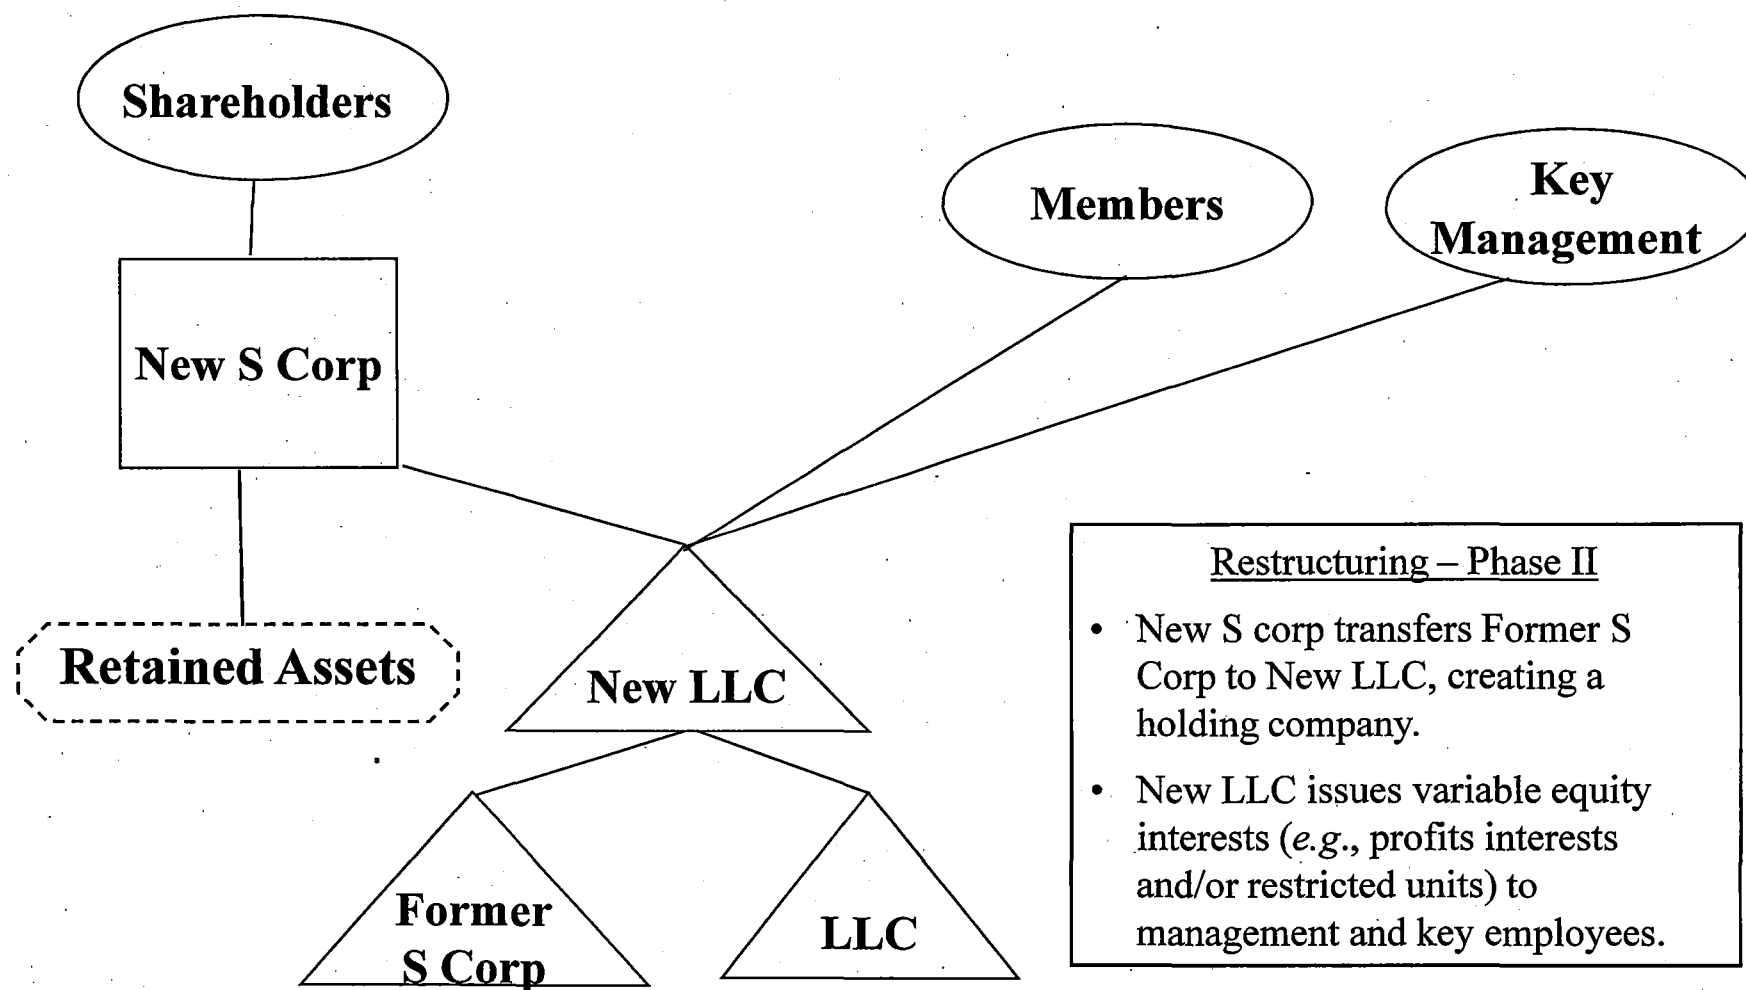 Shareholders
Members
Key
Management
New S Corp
Retained Assets
New LLC
Former
S Corp
LLC
Restructuring – Phase II
• New S corp transfers Former S
Corp to New LLC, creating a
holding company.
• New LLC issues variable equity
interests (e.g., profits interests
and/or restricted units) to
management and key employees.